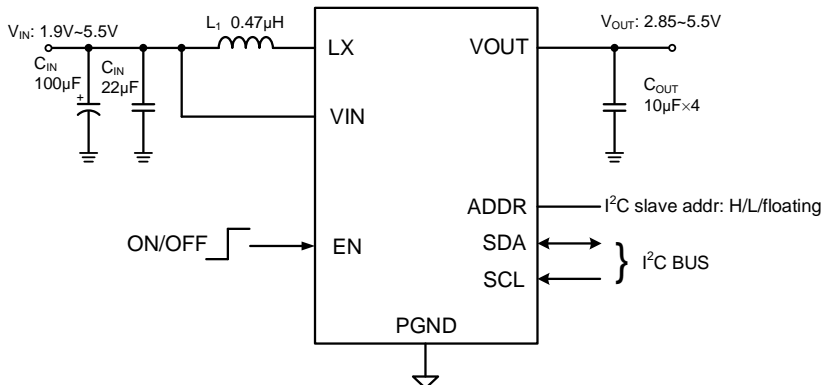 V_IN: 1.9V~5.5V
L₁ 0.47μH
C_IN
100μF
+
C_IN
22μF
LX
VIN
EN
ON/OFF
VOUT
V_OUT: 2.85~5.5V
C_OUT
10μF×4
ADDR
I²C slave addr: H/L/floating
SDA
SCL
} I²C BUS
PGND